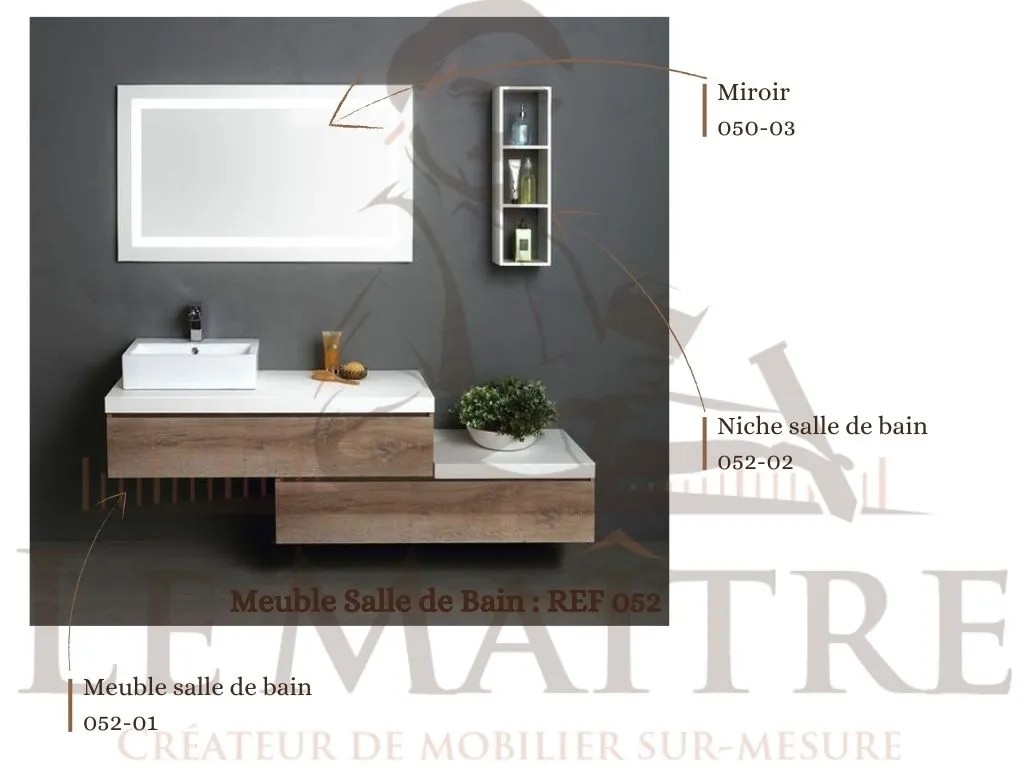 Miroir
050-03
Niche salle de bain
052-02
Meuble Salle de Bain : REF 052
LE MAÎTRE
Meuble salle de bain
052-01
CRÉATEUR DE MOBILIER SUR-MESURE